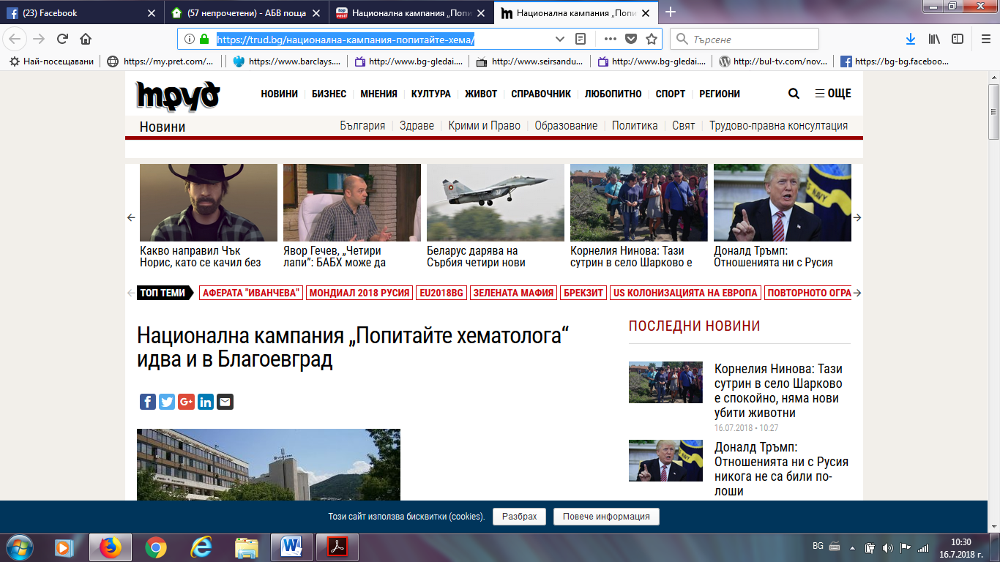 (23) Facebook
(57 непрочетени) - АБВ поща
top vesti
Национална кампания „Попи
Национална кампания „Попит
https://trud.bg/национална-кампания-попитайте-хема/
Търсене
Най-посещавани
https://my.pret.com/...
https://www.barclays....
http://www.bg-gledai....
http://www.seirsandu...
http://www.bg-gledai....
http://bul-tv.com/nov...
https://bg-bg.faceboo...
труд
НОВИНИ
БИЗНЕС
МНЕНИЯ
КУЛТУРА
ЖИВОТ
СПРАВОЧНИК
ЛЮБОПИТНО
СПОРТ
РЕГИОНИ
ОЩЕ
Новини
България
Здраве
Крими и Право
Образование
Политика
Свят
Трудово-правна консултация
Какво направил Чък
Норис, като се качил без
Явор Гечев, „Четири
лапи”: БАБХ може да
Беларус дарява на
Сърбия четири нови
Корнелия Нинова: Тази
сутрин в село Шарково е
Доналд Тръмп:
Отношенията ни с Русия
ТОП ТЕМИ
АФЕРАТА "ИВАНЧЕВА"
МОНДИАЛ 2018 РУСИЯ
EU2018BG
ЗЕЛЕНАТА МАФИЯ
БРЕКЗИТ
US КОЛОНИЗАЦИЯТА НА ЕВРОПА
ПОВТОРНОТО ОГРА
Национална кампания „Попитайте хематолога“
идва и в Благоевград
ПОСЛЕДНИ НОВИНИ
Корнелия Нинова: Тази
сутрин в село Шарково
е спокойно, няма нови
убити животни
16.07.2018 • 10:27
Доналд Тръмп:
Отношенията ни с Русия
никога не са били по-
лоши
Този сайт използва бисквитки (cookies).
Разбрах
Повече информация
BG
10:30
16.7.2018 г.